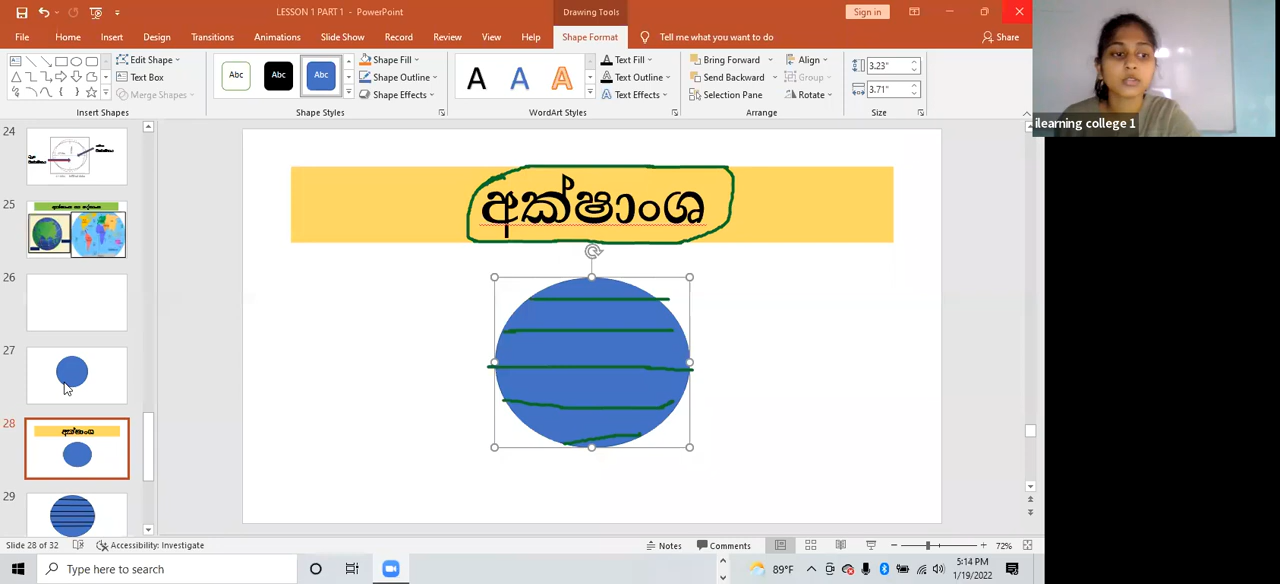 LESSON 1 PART 1 - PowerPoint
Drawing Tools
Sign in
File Home Insert Design Transitions Animations Slide Show Record Review View Help Shape Format Tell me what you want to do Share
Edit Shape
Text Box
Merge Shapes
Insert Shapes
Abc Abc Abc
Shape Fill
Shape Outline
Shape Effects
Shape Styles
A A A
Text Fill
Text Outline
Text Effects
WordArt Styles
Bring Forward
Send Backward
Selection Pane
Align
Group
Rotate
Arrange
3.23"
3.71"
Size
ilearning college 1
24
25
26
27
28
අක්ෂාංශ
29
අක්ෂාංශ
Slide 28 of 32 Accessibility: Investigate Notes Comments 72%
Type here to search
89°F
5:14 PM
1/19/2022